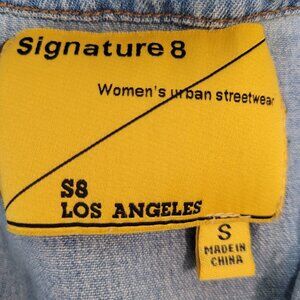 Signature 8
Women's urban streetwear
S8
LOS ANGELES
S
MADE IN
CHINA